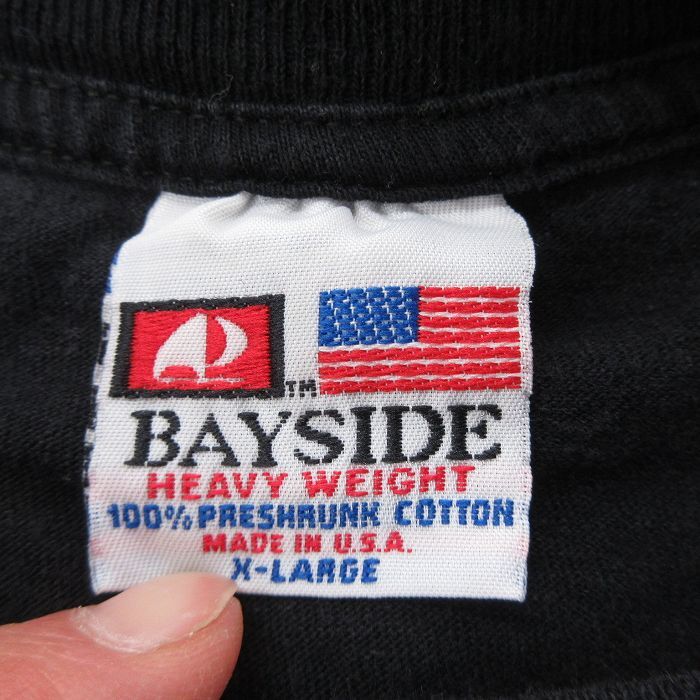 TM
BAYSIDE
HEAVY WEIGHT
100% PRESHRUNK COTTON
MADE IN U.S.A.
X-LARGE